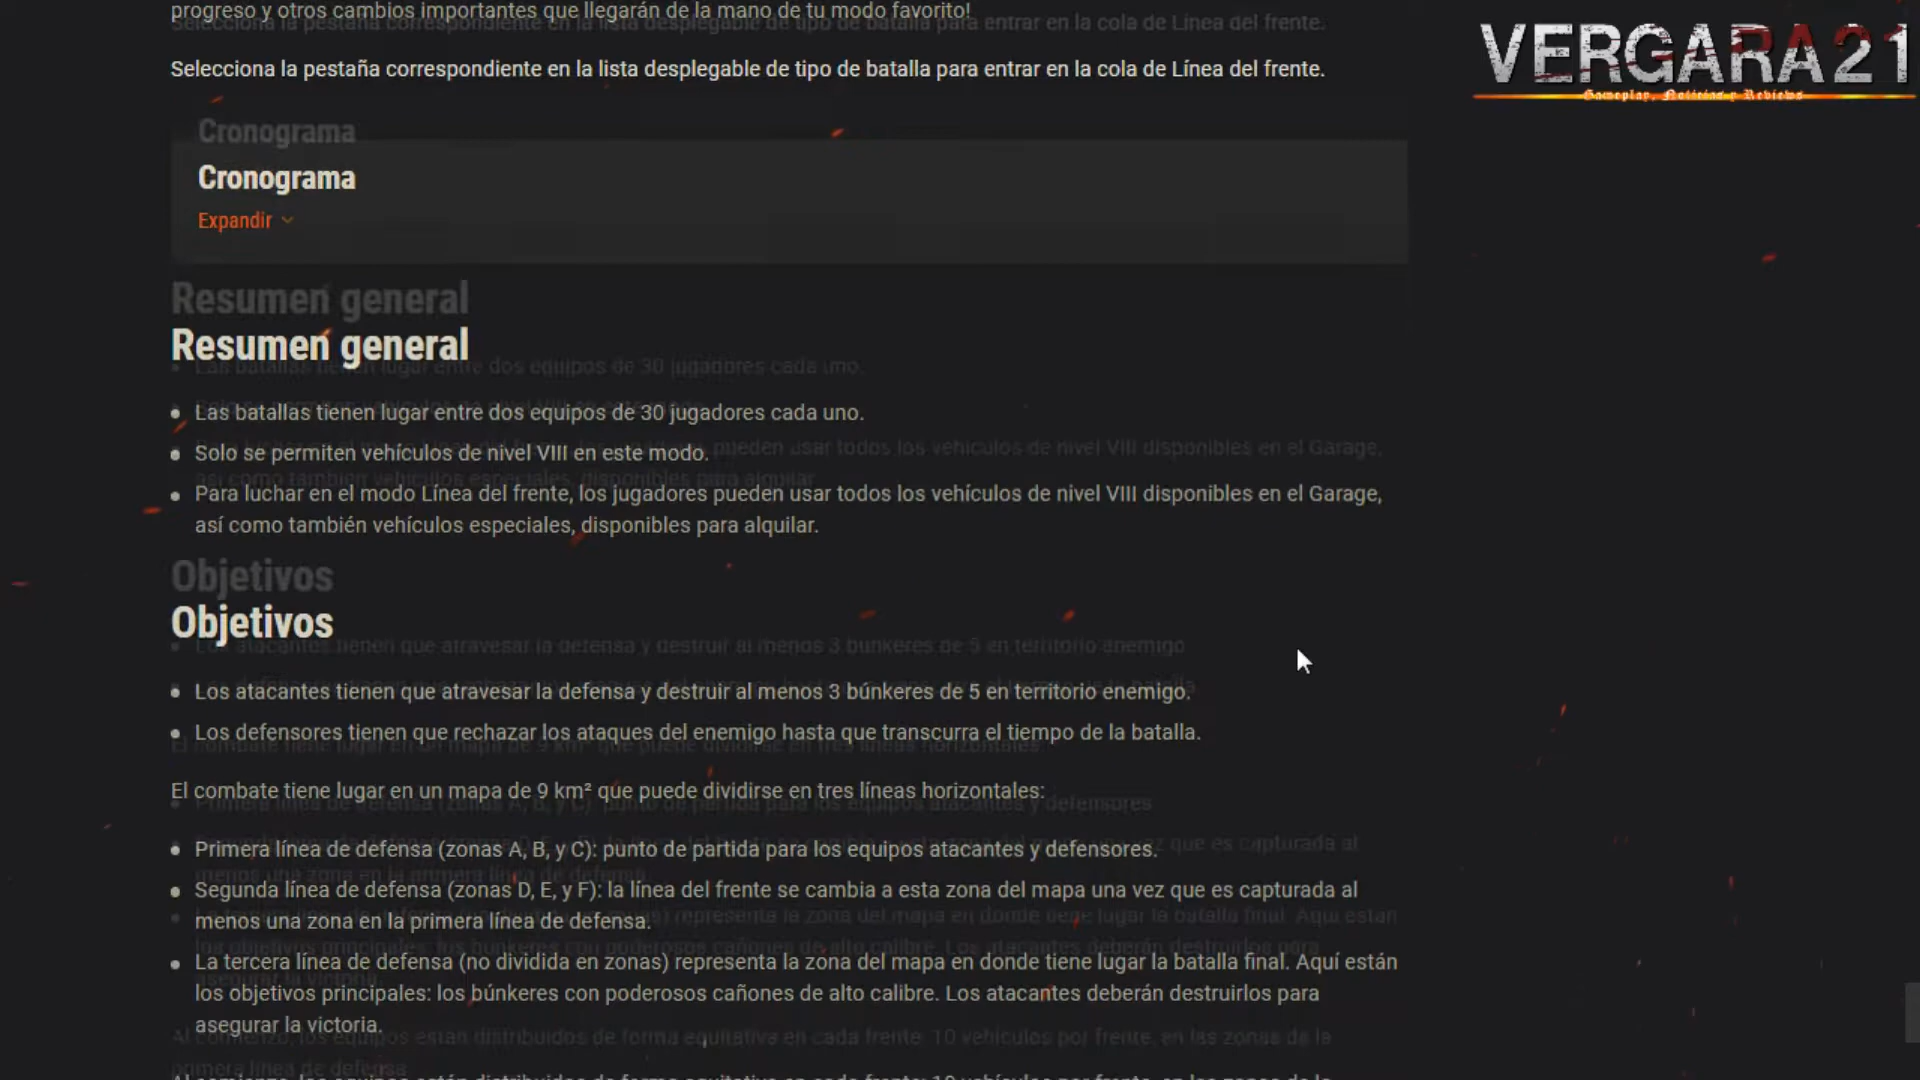 progreso y otros cambios importantes que llegarán de la mano de tu modo favorito!
VERGARA21
Gameplay, Noticias y Reviews
Selecciona la pestaña correspondiente en la lista desplegable de tipo de batalla para entrar en la cola de Línea del frente.
Cronograma
Expandir
Resumen general
Las batallas tienen lugar entre dos equipos de 30 jugadores cada uno.
Solo se permiten vehículos de nivel VIII en este modo.
Para luchar en el modo Línea del frente, los jugadores pueden usar todos los vehículos de nivel VIII disponibles en el Garage,
así como también vehículos especiales, disponibles para alquilar.
Objetivos
Los atacantes tienen que atravesar la defensa y destruir al menos 3 búnkeres de 5 en territorio enemigo.
Los defensores tienen que rechazar los ataques del enemigo hasta que transcurra el tiempo de la batalla.
El combate tiene lugar en un mapa de 9 km² que puede dividirse en tres líneas horizontales:
Primera línea de defensa (zonas A, B, y C): punto de partida para los equipos atacantes y defensores.
Segunda línea de defensa (zonas D, E, y F): la línea del frente se cambia a esta zona del mapa una vez que es capturada al
menos una zona en la primera línea de defensa.
La tercera línea de defensa (no dividida en zonas) representa la zona del mapa en donde tiene lugar la batalla final. Aquí están
los objetivos principales: los búnkeres con poderosos cañones de alto calibre. Los atacantes deberán destruirlos para
asegurar la victoria.
Al comienzo, los equipos están distribuidos de forma equitativa en cada frente: 10 vehículos por frente, en las zonas de la